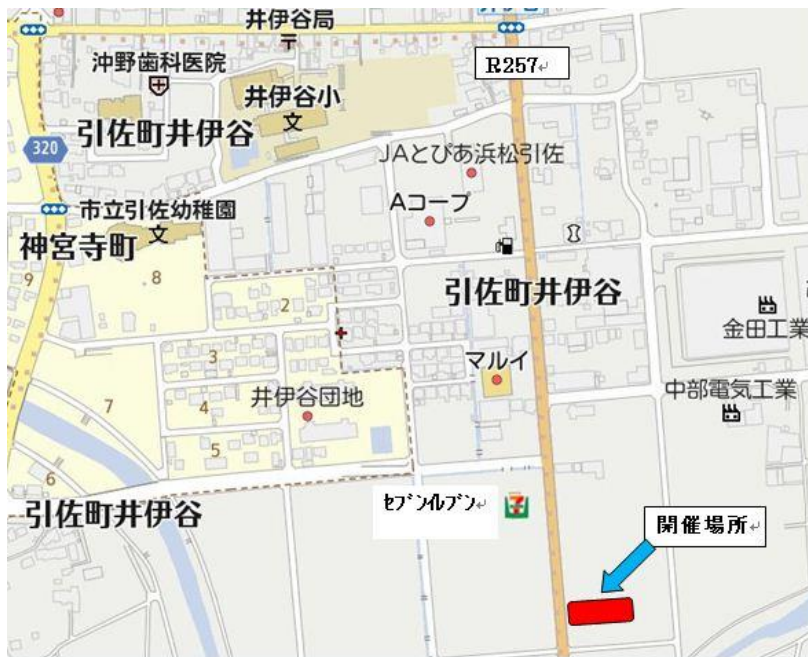 井伊谷局
R257
沖野歯科医院
井伊谷小
文
引佐町井伊谷
320
JAとぴあ浜松引佐
Aコープ
市立引佐幼稚園
文
神宮寺町
9
8
2
引佐町井伊谷
金田工業
3
マルイ
中部電気工業
7
4
井伊谷団地
5
6
引佐町井伊谷
ｾﾌﾞﾝｲﾚﾌﾞﾝ
7
開催場所